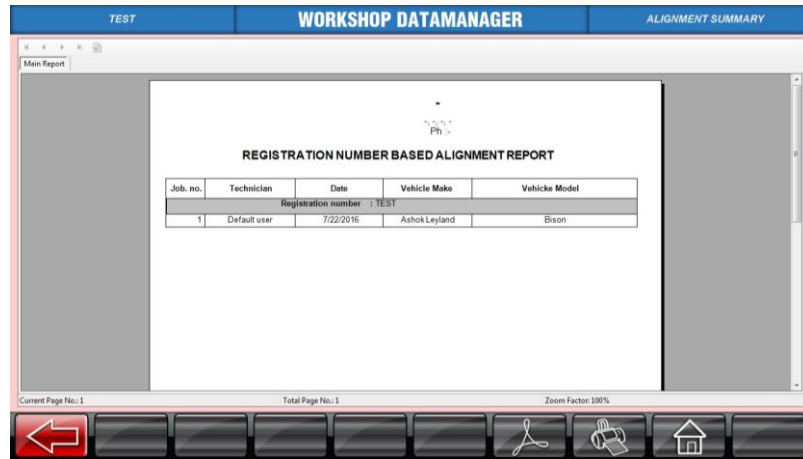 TEST
WORKSHOP DATAMANAGER
ALIGNMENT SUMMARY
Main Report
-
-, -, -, -
Ph :-
REGISTRATION NUMBER BASED ALIGNMENT REPORT
Job. no. Technician Date Vehicle Make Vehicke Model
Registration number : TEST
1 Default user 7/22/2016 Ashok Leyland Bison
Current Page No.: 1 Total Page No.: 1 Zoom Factor: 100%